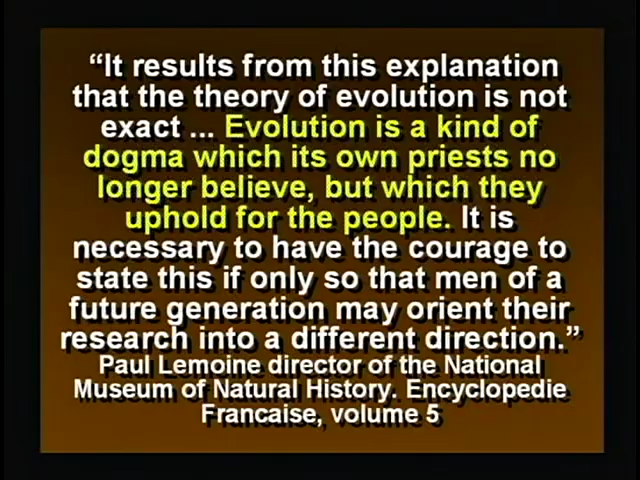 “It results from this explanation
that the theory of evolution is not
exact ... Evolution is a kind of
dogma which its own priests no
longer believe, but which they
uphold for the people. It is
necessary to have the courage to
state this if only so that men of a
future generation may orient their
research into a different direction.”
Paul Lemoine director of the National
Museum of Natural History. Encyclopedie
Francaise, volume 5